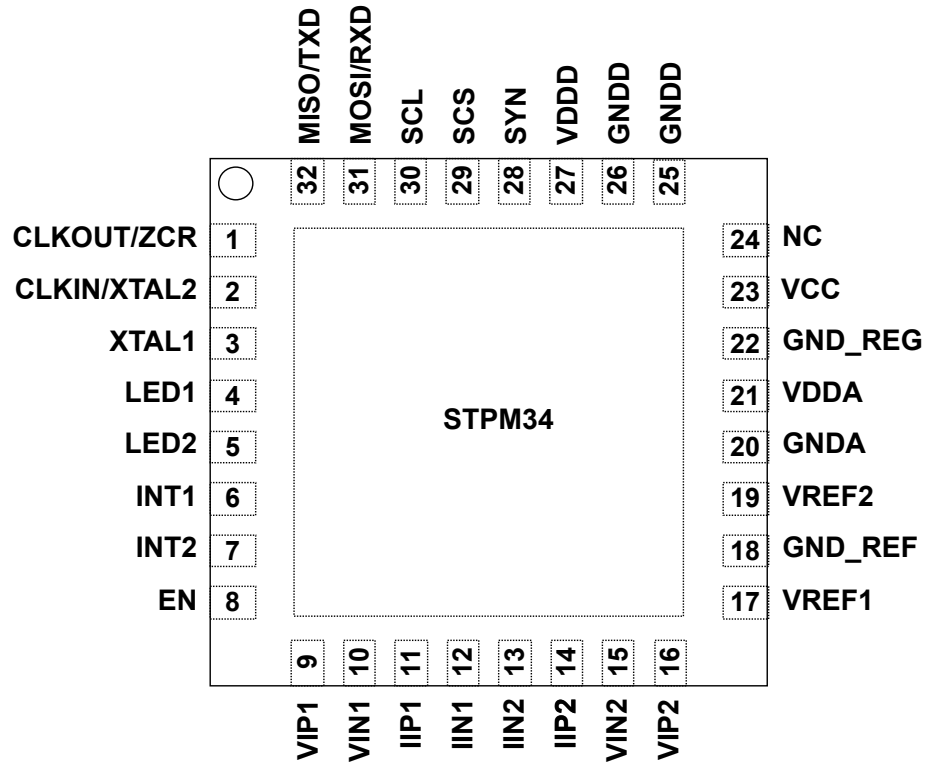 MISO/TXD
MOSI/RXD
SCL
SCS
SYN
VDDD
GNDD
GNDD
32
31
30
29
28
27
26
25
CLKOUT/ZCR 1
CLKIN/XTAL2 2
XTAL1 3
LED1 4
LED2 5
INT1 6
INT2 7
EN 8
STPM34
24 NC
23 VCC
22 GND_REG
21 VDDA
20 GNDA
19 VREF2
18 GND_REF
17 VREF1
9
10
11
12
13
14
15
16
VIP1
VIN1
IIP1
IIN1
IIN2
IIP2
VIN2
VIP2